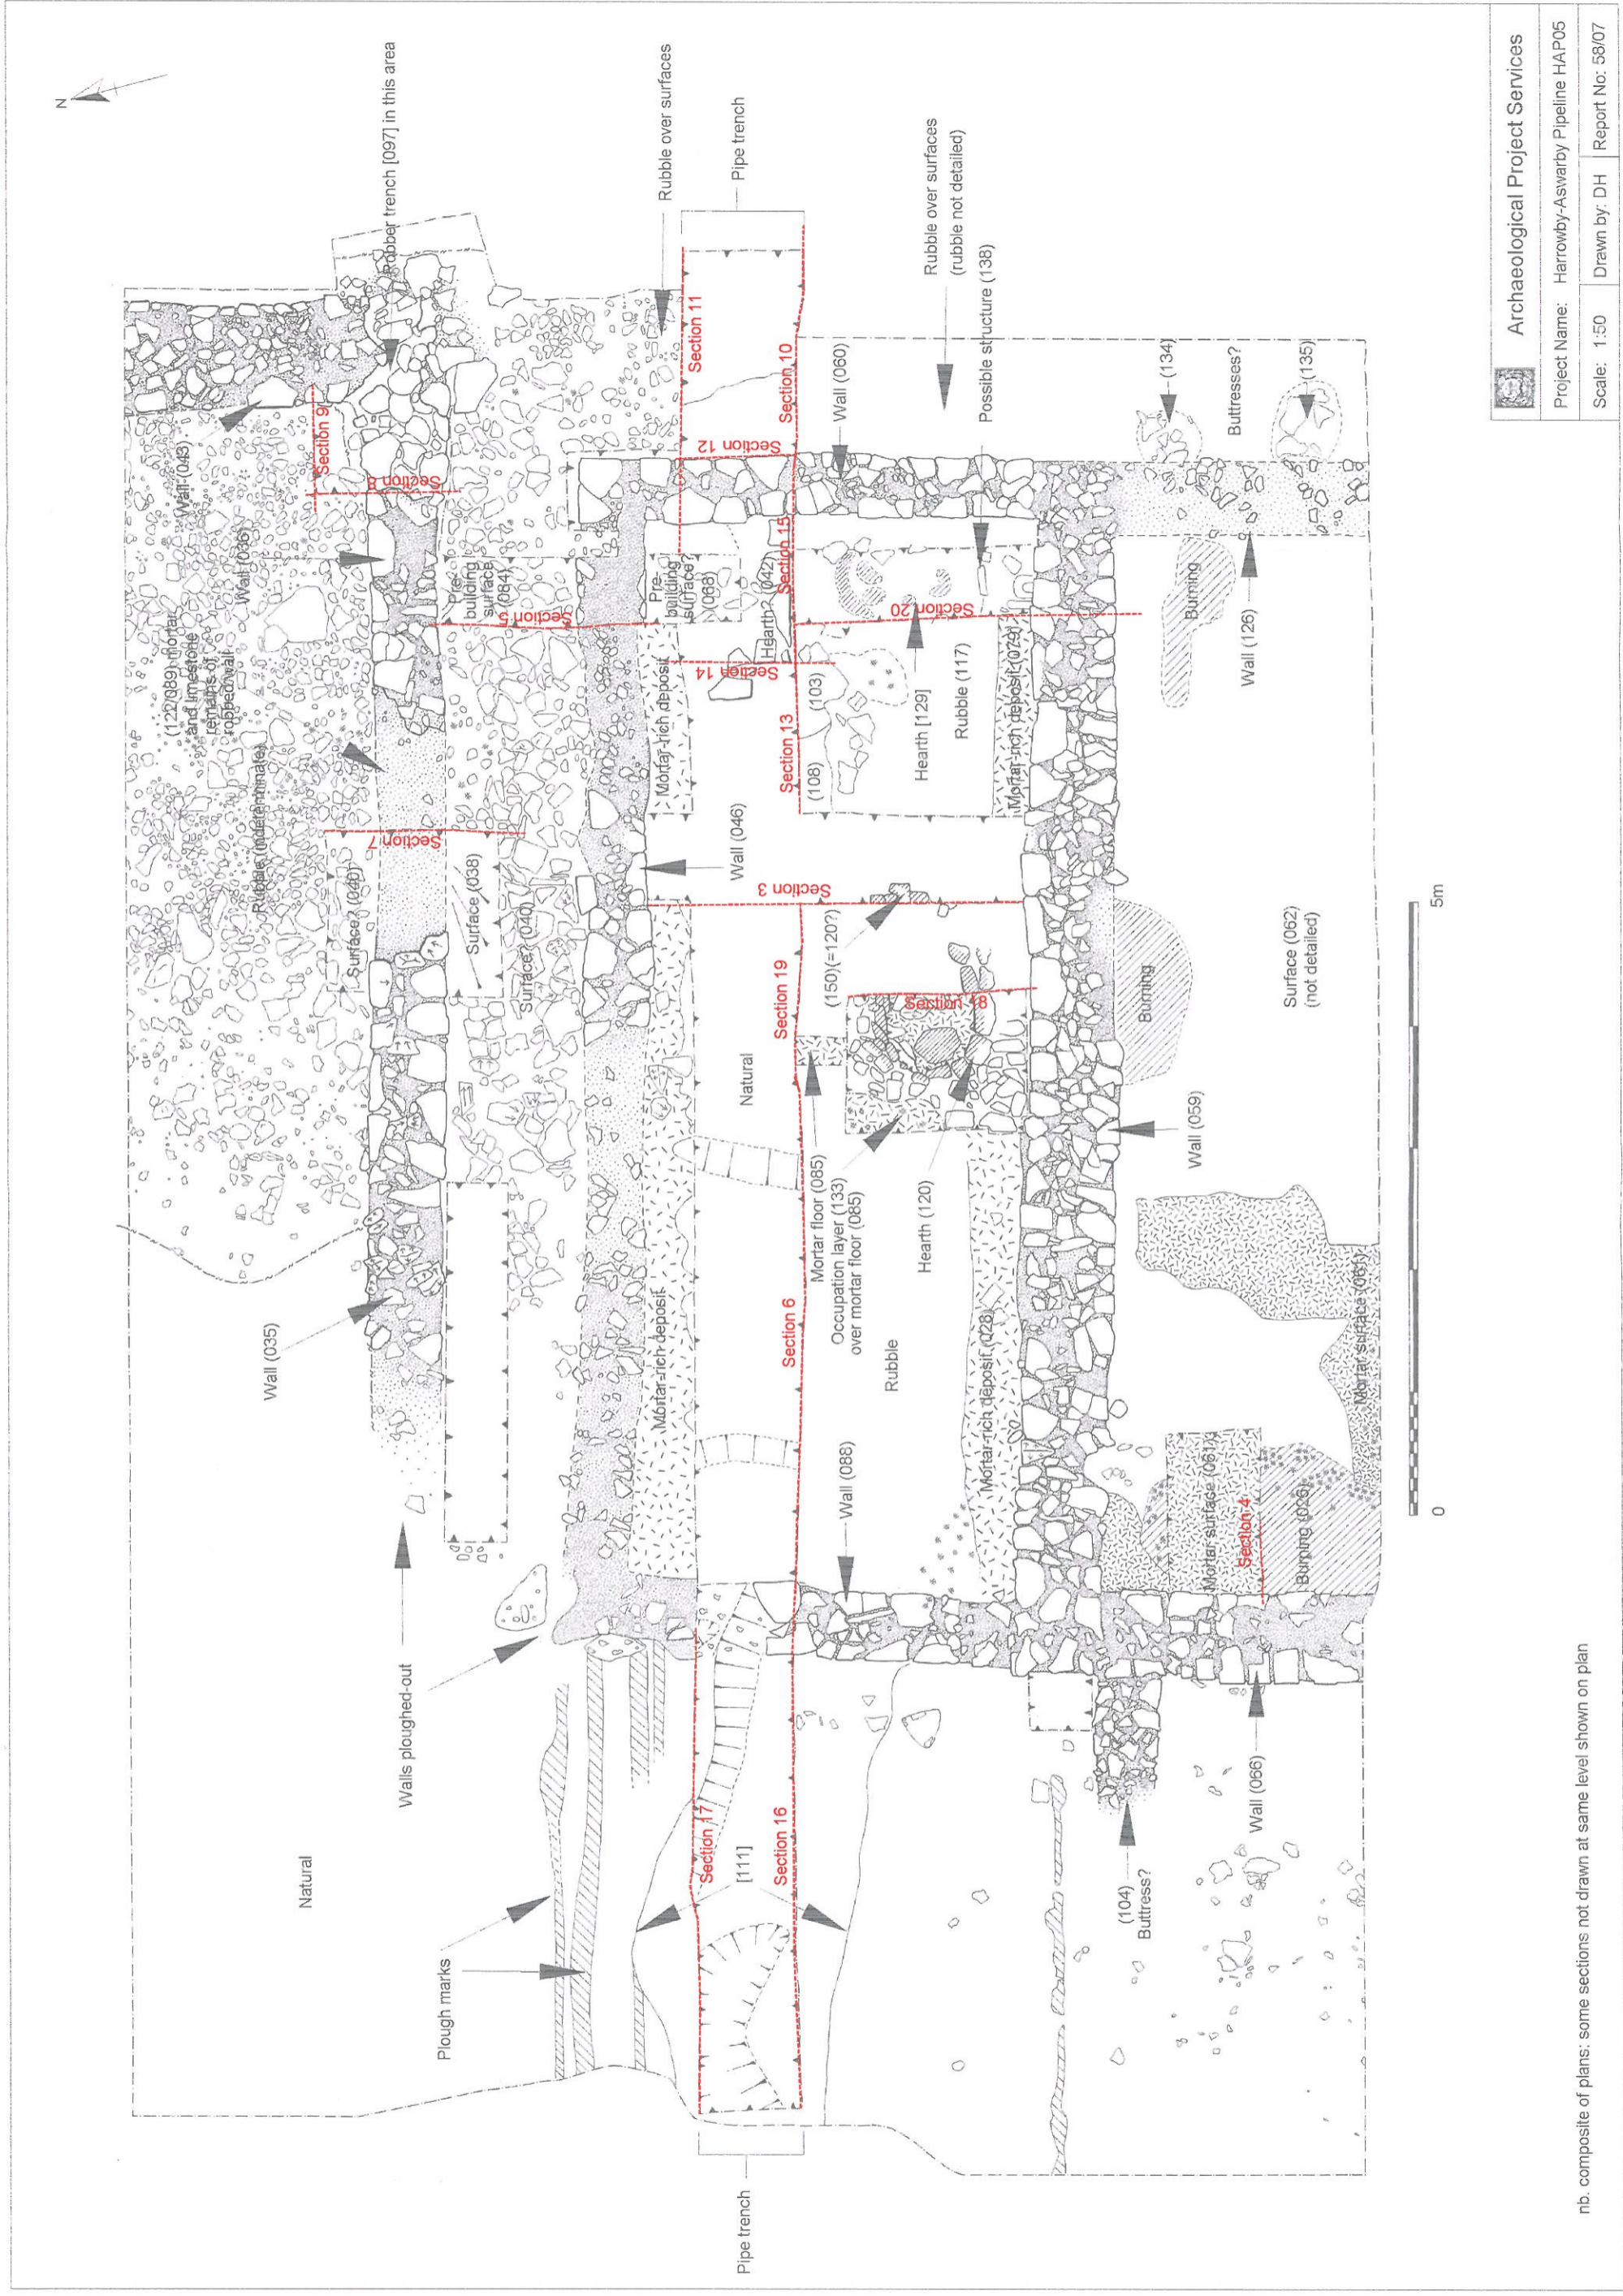 N
Robber trench [097] in this area
Wall (043)
Section 9
Section 8
Wall (036)
(122/089) mortar
and limestone
remains of
robbed wall
Rubble (indeterminate)
Section 7
Surface? (040)
Surface (038)
Surface? (040)
Pre-
building
surface
(084)
Section 5
Wall (035)
Walls ploughed-out
Natural
Plough marks
Rubble over surfaces
Pipe trench
Section 11
Section 12
Section 10
Pre-
building
surface?
(068)
Hearth? (042)
Section 15
Section 14
Mortar-rich deposit
Section 13
(103)
(108)
Wall (046)
Section 3
Section 19
Natural
Mortar-rich deposit
Section 6
Section 17
[111]
Section 16
Pipe trench
Rubble over surfaces
(rubble not detailed)
Possible structure (138)
Wall (060)
Section 20
Hearth [129]
Rubble (117)
Mortar-rich deposit (079)
(150)(=120?)
Section 18
Mortar floor (085)
Occupation layer (133)
over mortar floor (085)
Hearth (120)
Rubble
Mortar-rich deposit (028)
Wall (088)
(134)
Buttresses?
(135)
Burning
Wall (126)
Burning
Surface (062)
(not detailed)
Wall (059)
Mortar surface (061)
Mortar surface (061)
Section 4
Burning (026)
Wall (066)
(104)
Buttress?
0
5m
nb. composite of plans: some sections not drawn at same level shown on plan
Archaeological Project Services
Project Name: Harrowby-Aswarby Pipeline HAP05
Scale: 1:50
Drawn by: DH
Report No: 58/07